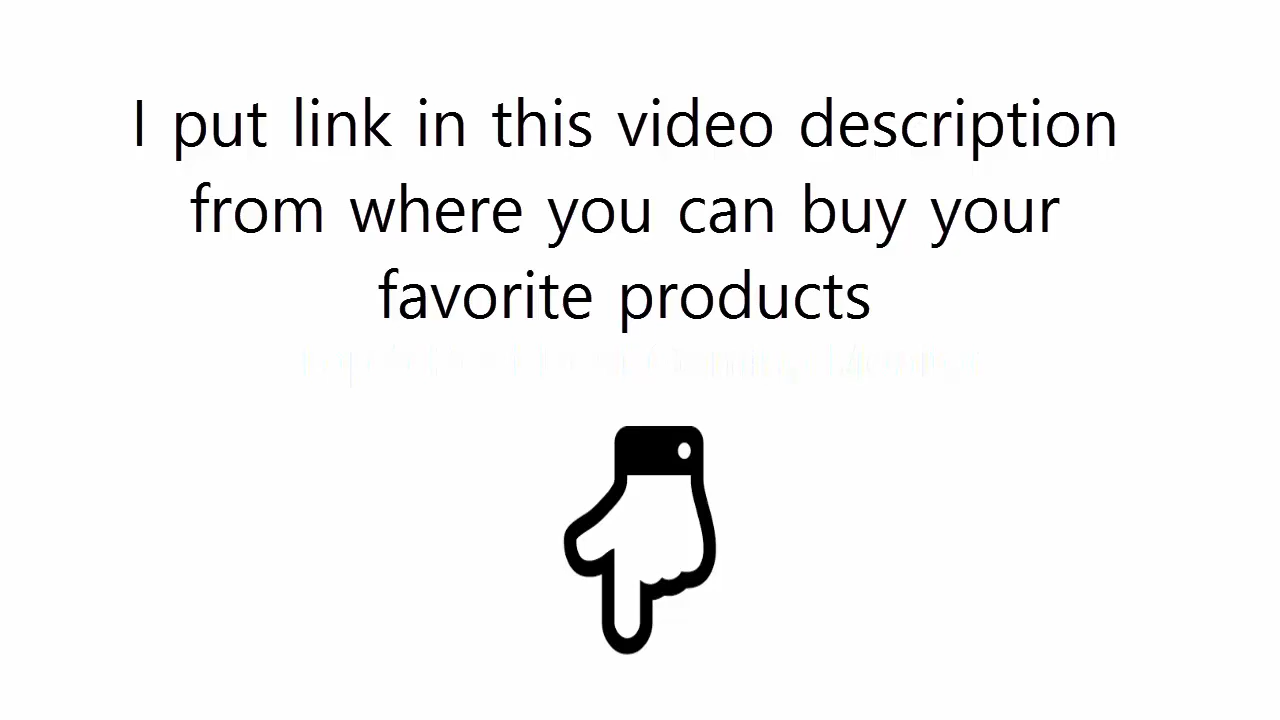 I put link in this video description
from where you can buy your
favorite products